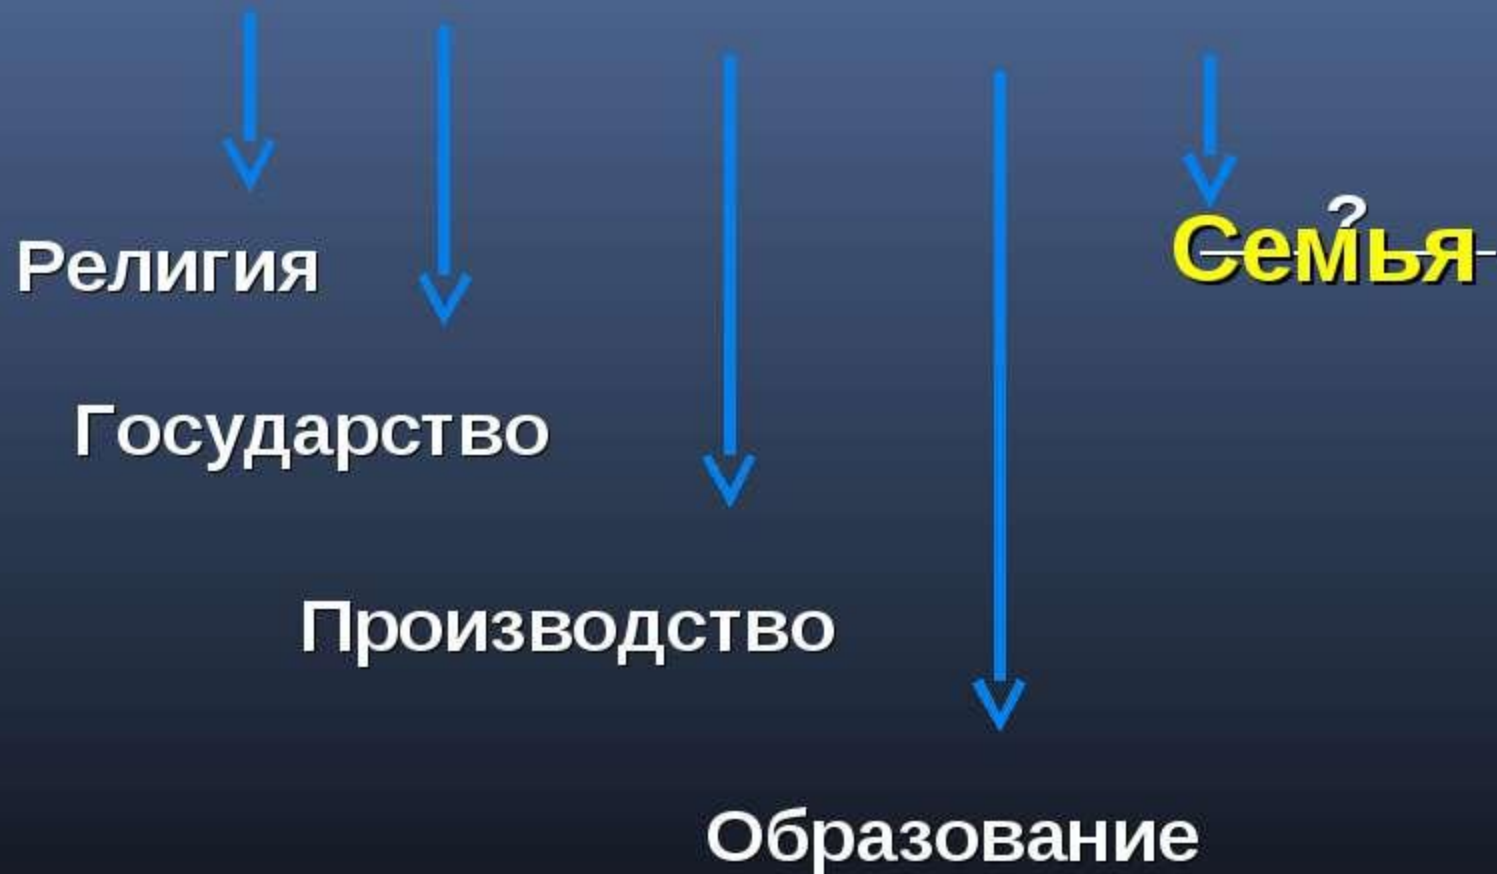 Религия
?
Семья
Государство
Производство
Образование